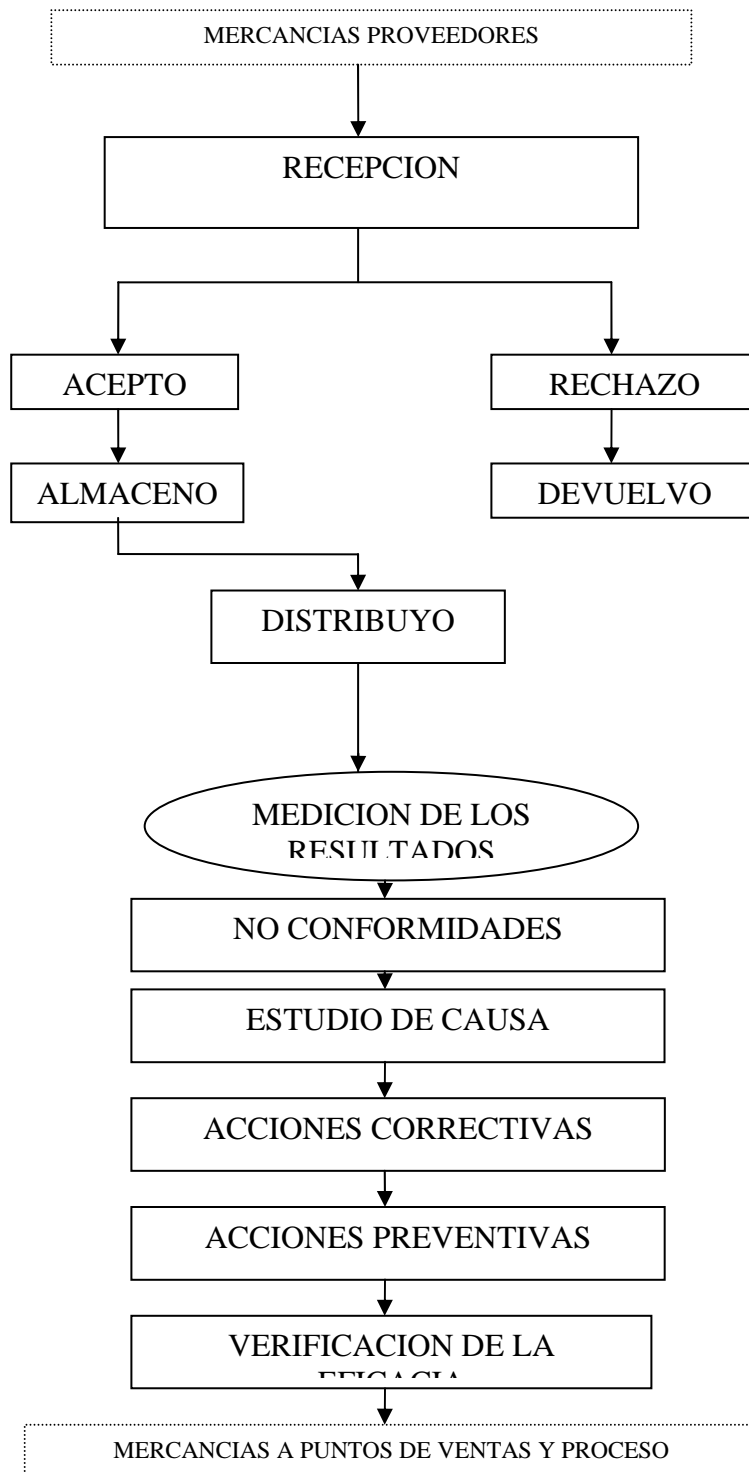 MERCANCIAS PROVEEDORES
RECEPCION
ACEPTO
RECHAZO
ALMACENO
DEVUELVO
DISTRIBUYO
MEDICION DE LOS
RESULTADOS
NO CONFORMIDADES
ESTUDIO DE CAUSA
ACCIONES CORRECTIVAS
ACCIONES PREVENTIVAS
VERIFICACION DE LA
EFICACIA
MERCANCIAS A PUNTOS DE VENTAS Y PROCESO